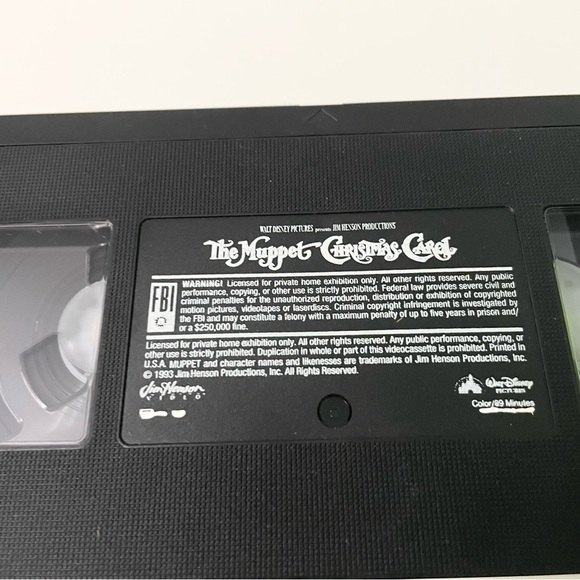 WALT DISNEY PICTURES presents JIM HENSON PRODUCTIONS'
The Muppet Christmas Carol
FBI
WARNING! Licensed for private home exhibition only. All other rights reserved. Any public
performance, copying, or other use is strictly prohibited. Federal law provides severe civil and
criminal penalties for the unauthorized reproduction, distribution or exhibition of copyrighted
motion pictures, videotapes or laserdiscs. Criminal copyright infringement is investigated by
the FBI and may constitute a felony with a maximum penalty of up to five years in prison and/
or a $250,000 fine.
Licensed for private home exhibition only. All other rights reserved. Any public performance, copying, or
other use is strictly prohibited. Duplication in whole or part of this videocassette is prohibited. Printed in
U.S.A. MUPPET and character names and likenesses are trademarks of Jim Henson Productions, Inc.
© 1993 Jim Henson Productions, Inc. All Rights Reserved.
Jim Henson
VIDEO
Walt Disney
PICTURES
Color/89 Minutes